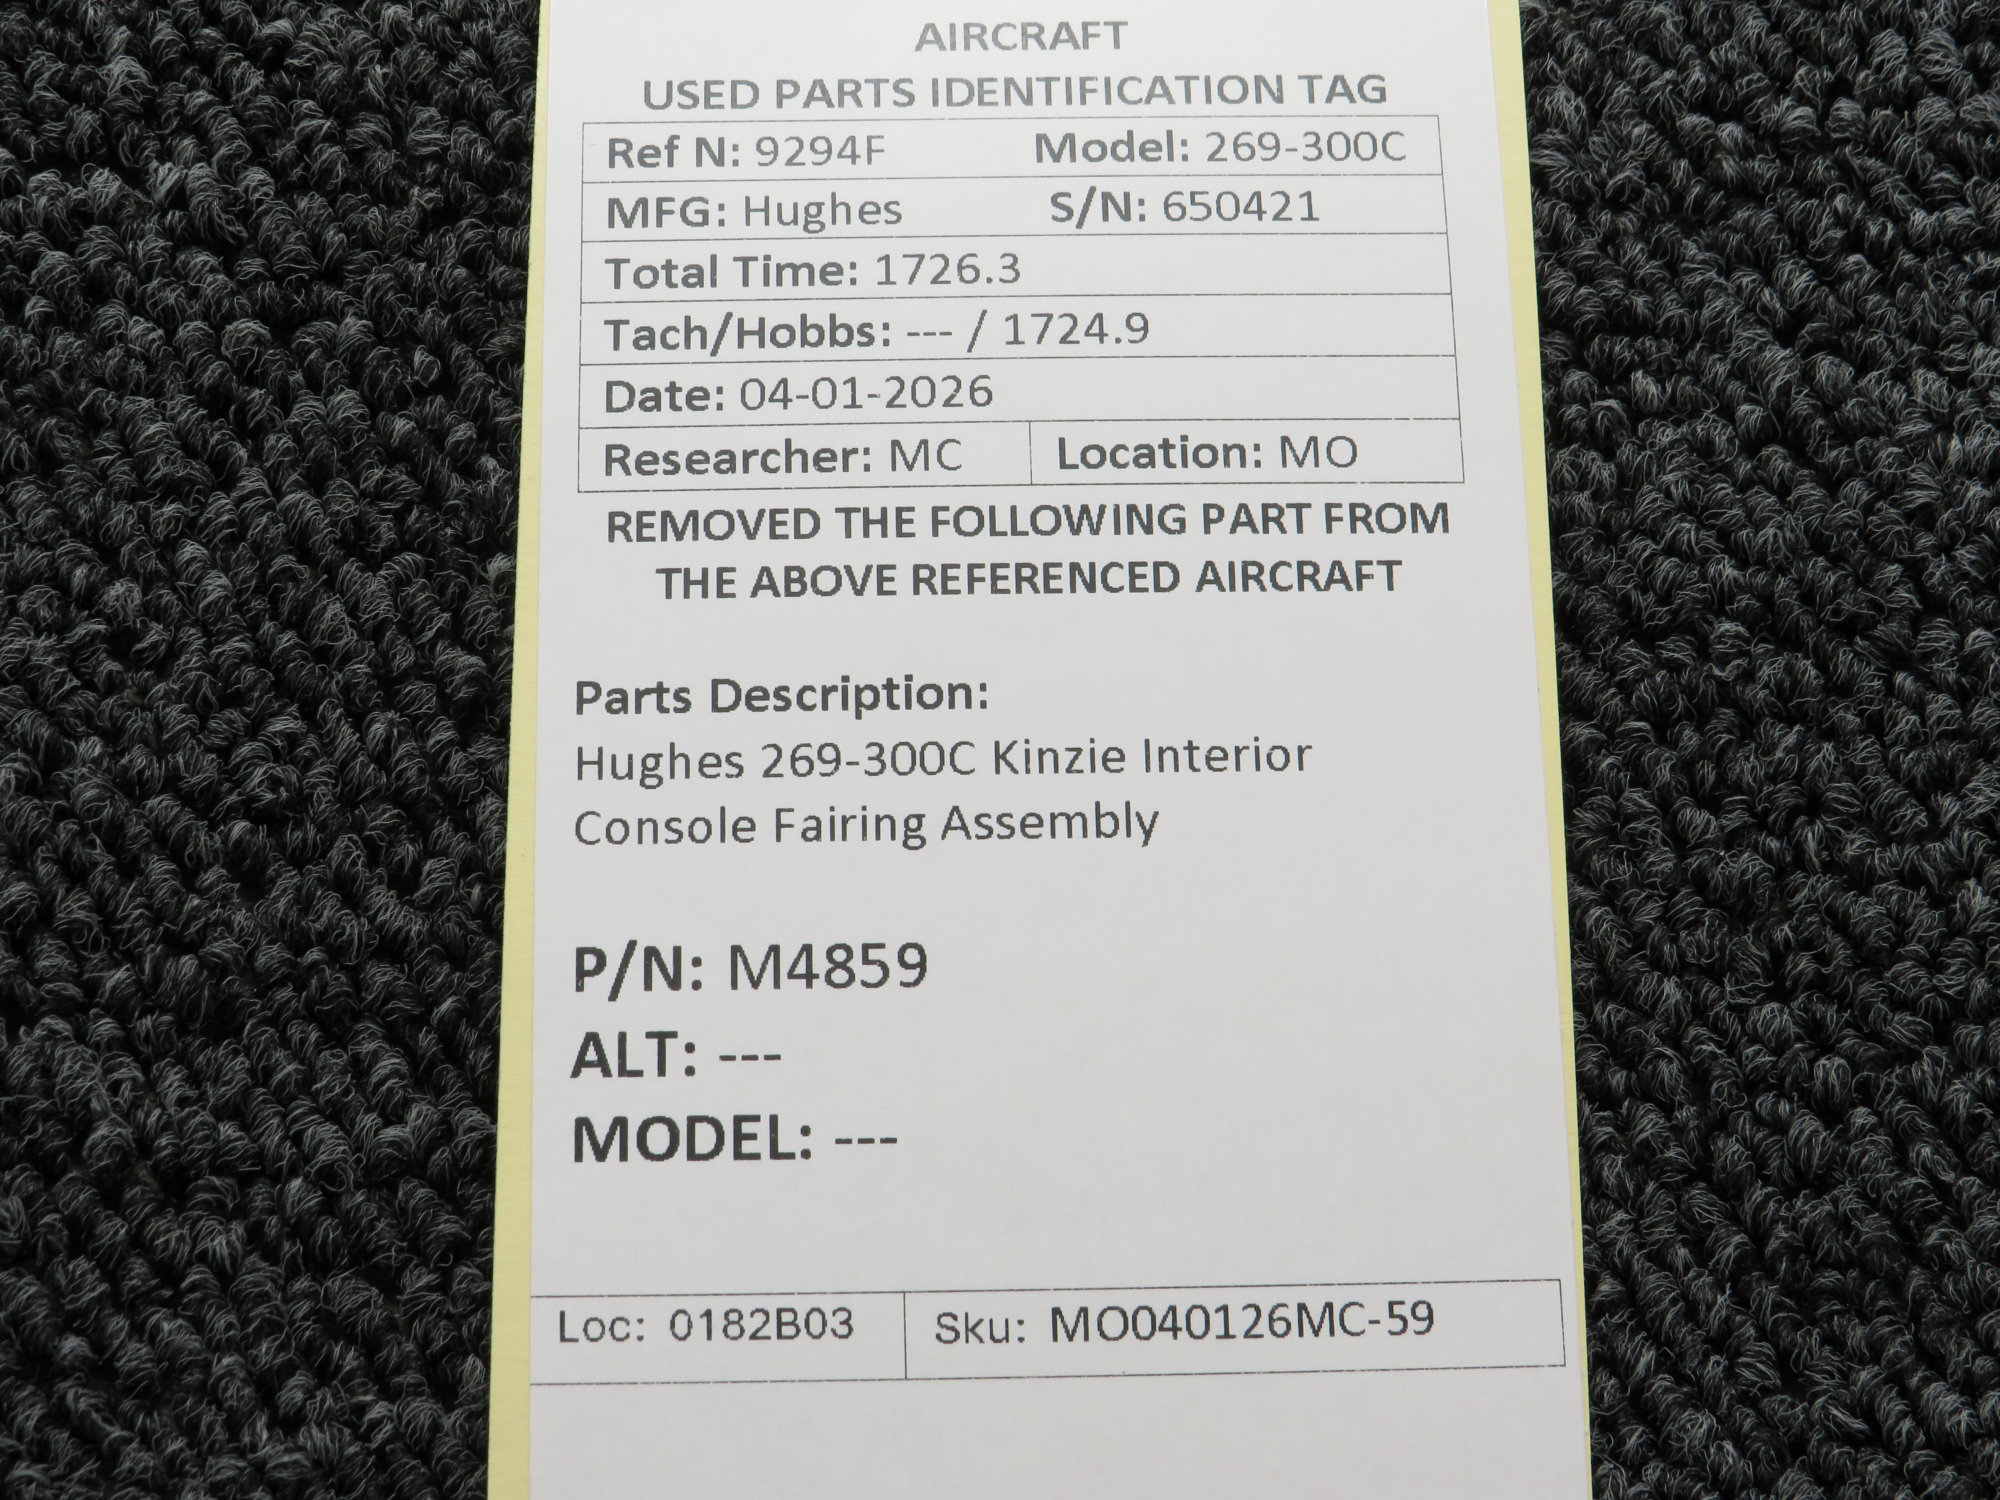 AIRCRAFT
USED PARTS IDENTIFICATION TAG
Ref N: 9294F Model: 269-300C
MFG: Hughes S/N: 650421
Total Time: 1726.3
Tach/Hobbs: --- / 1724.9
Date: 04-01-2026
Researcher: MC Location: MO
REMOVED THE FOLLOWING PART FROM
THE ABOVE REFERENCED AIRCRAFT
Parts Description:
Hughes 269-300C Kinzie Interior
Console Fairing Assembly
P/N: M4859
ALT: ---
MODEL: ---
Loc: 0182B03 Sku: MO040126MC-59